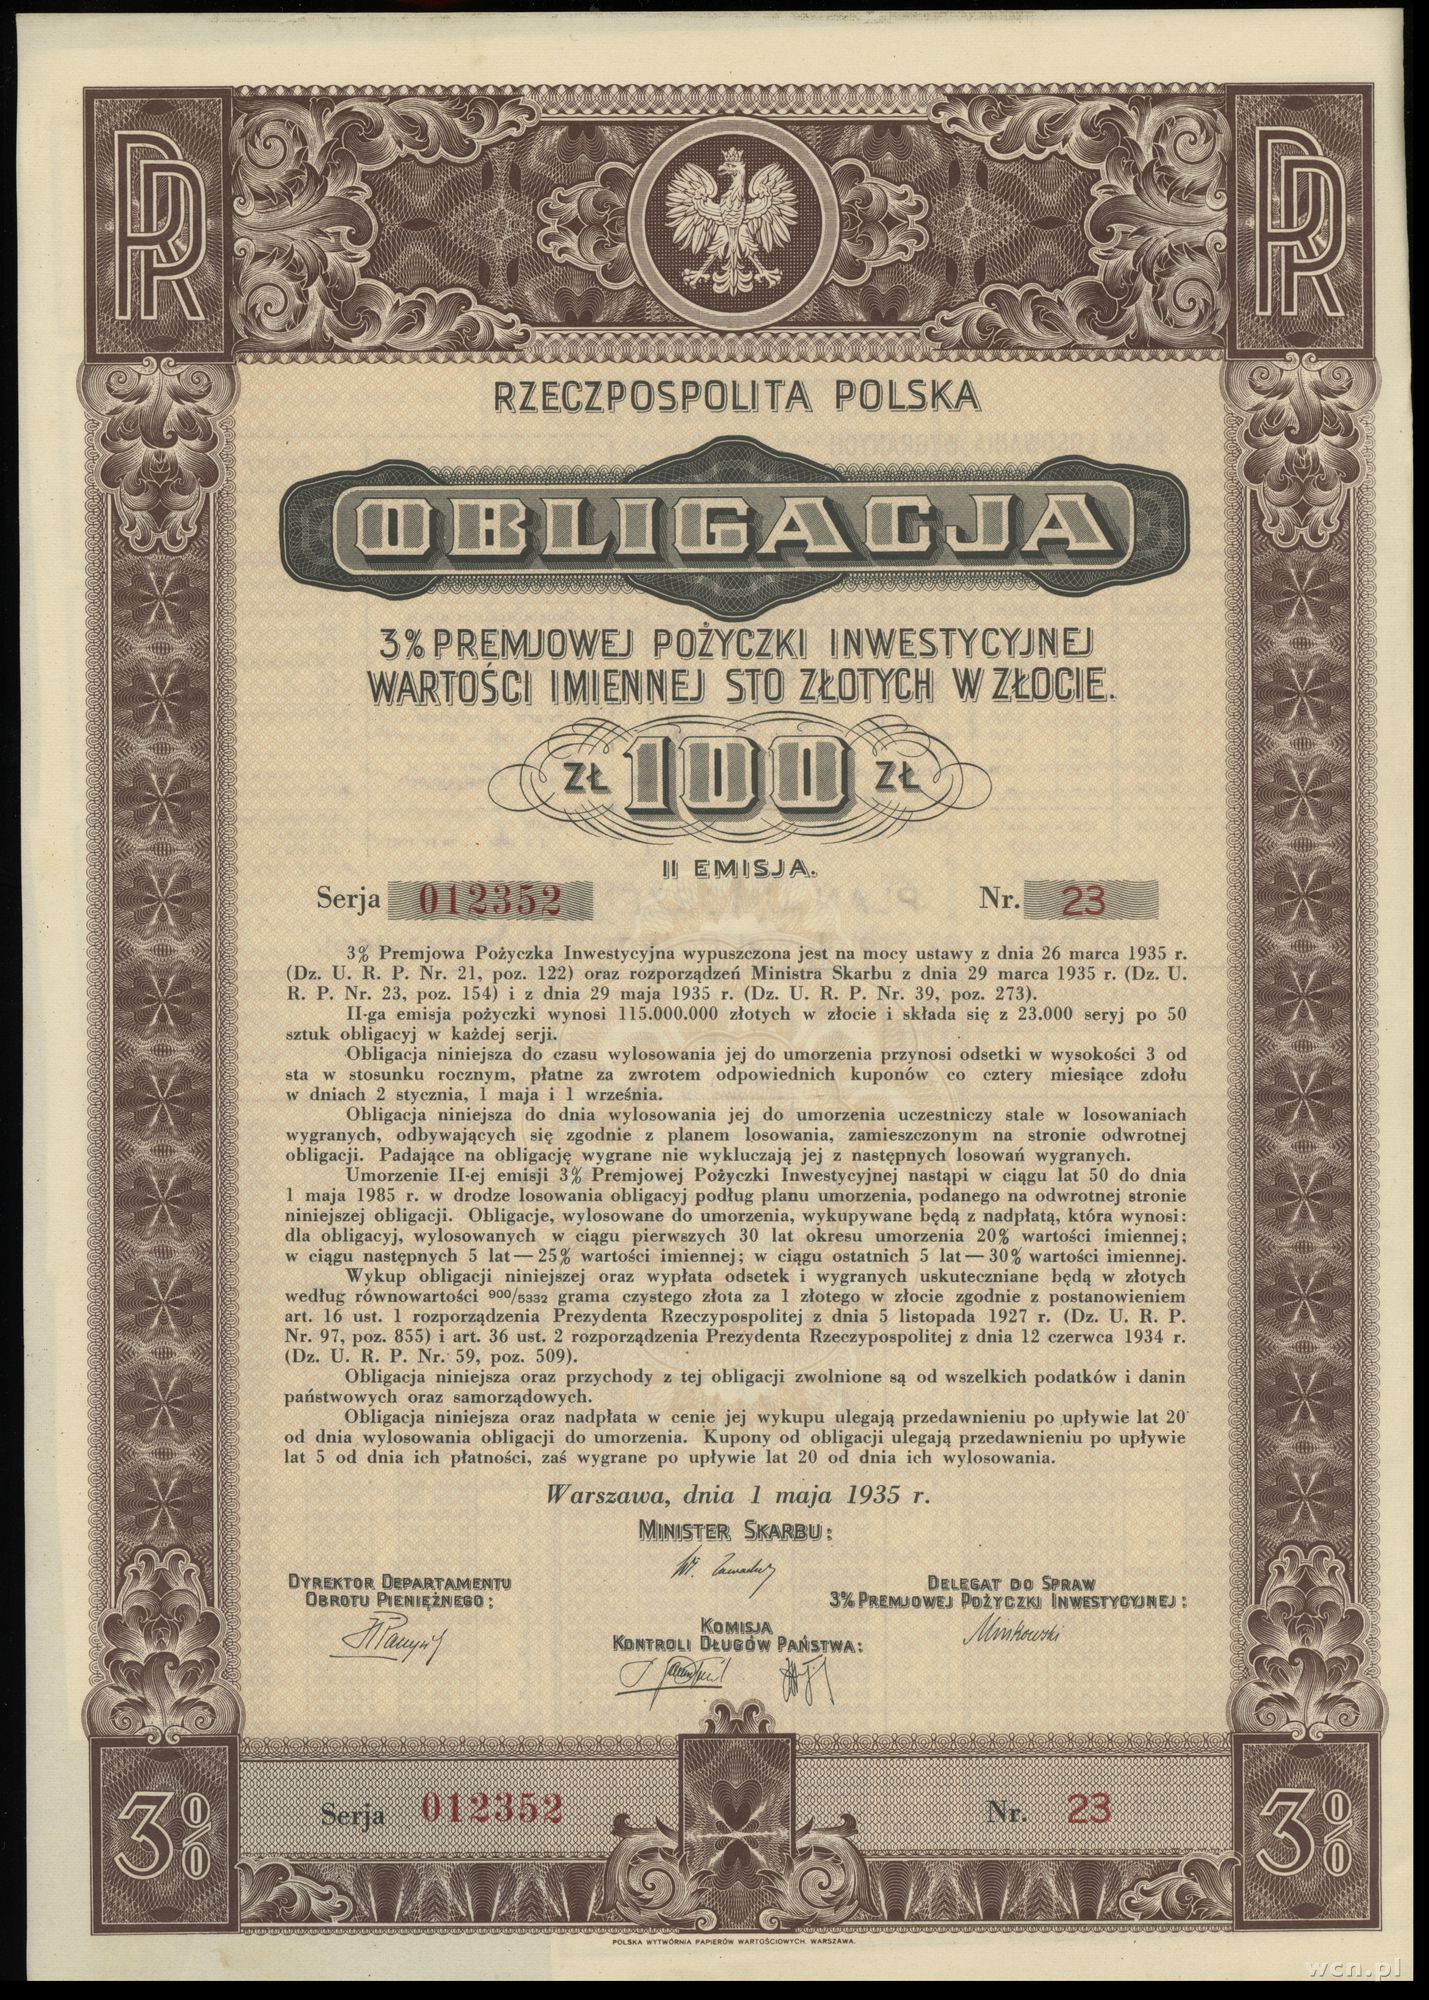 RP
RP
RZECZPOSPOLITA POLSKA
OBLIGACJA
3% PREMJOWEJ POŻYCZKI INWESTYCYJNEJ
WARTOŚCI IMIENNEJ STO ZŁOTYCH W ZŁOCIE.
ZŁ 100 ZŁ
II EMISJA.
Serja 012352 Nr. 23
3% Premjowa Pożyczka Inwestycyjna wypuszczona jest na mocy ustawy z dnia 26 marca 1935 r.
(Dz. U. R. P. Nr. 21, poz. 122) oraz rozporządzeń Ministra Skarbu z dnia 29 marca 1935 r. (Dz. U.
R. P. Nr. 23, poz. 154) i z dnia 29 maja 1935 r. (Dz. U. R. P. Nr. 39, poz. 273).
II-ga emisja pożyczki wynosi 115.000.000 złotych w złocie i składa się z 23.000 seryj po 50
sztuk obligacyj w każdej serji.
Obligacja niniejsza do czasu wylosowania jej do umorzenia przynosi odsetki w wysokości 3 od
sta w stosunku rocznym, płatne za zwrotem odpowiednich kuponów co cztery miesiące zdołu
w dniach 2 stycznia, 1 maja i 1 września.
Obligacja niniejsza do dnia wylosowania jej do umorzenia uczestniczy stale w losowaniach
wygranych, odbywających się zgodnie z planem losowania, zamieszczonym na stronie odwrotnej
obligacji. Padające na obligację wygrane nie wykluczają jej z następnych losowań wygranych.
Umorzenie II-ej emisji 3% Premjowej Pożyczki Inwestycyjnej nastąpi w ciągu lat 50 do dnia
1 maja 1985 r. w drodze losowania obligacyj podług planu umorzenia, podanego na odwrotnej stronie
niniejszej obligacji. Obligacje, wylosowane do umorzenia, wykupywane będą z nadpłatą, która wynosi:
dla obligacyj, wylosowanych w ciągu pierwszych 30 lat okresu umorzenia 20% wartości imiennej;
w ciągu następnych 5 lat — 25% wartości imiennej; w ciągu ostatnich 5 lat — 30% wartości imiennej.
Wykup obligacji niniejszej oraz wypłata odsetek i wygranych uskuteczniane będą w złotych
według równowartości 900/5332 grama czystego złota za 1 złotego w złocie zgodnie z postanowieniem
art. 16 ust. 1 rozporządzenia Prezydenta Rzeczypospolitej z dnia 5 listopada 1927 r. (Dz. U. R. P.
Nr. 97, poz. 855) i art. 36 ust. 2 rozporządzenia Prezydenta Rzeczypospolitej z dnia 12 czerwca 1934 r.
(Dz. U. R. P. Nr. 59, poz. 509).
Obligacja niniejsza oraz przychody z tej obligacji zwolnione są od wszelkich podatków i danin
państwowych oraz samorządowych.
Obligacja niniejsza oraz nadpłata w cenie jej wykupu ulegają przedawnieniu po upływie lat 20
od dnia wylosowania obligacji do umorzenia. Kupony od obligacji ulegają przedawnieniu po upływie
lat 5 od dnia ich płatności, zaś wygrane po upływie lat 20 od dnia ich wylosowania.
Warszawa, dnia 1 maja 1935 r.
MINISTER SKARBU:
DYREKTOR DEPARTAMENTU
OBROTU PIENIĘŻNEGO:
DELEGAT DO SPRAW
3% PREMJOWEJ POŻYCZKI INWESTYCYJNEJ:
Minkowski
KOMISJA
KONTROLI DŁUGÓW PAŃSTWA:
3% Serja 012352 Nr. 23 3%
POLSKA WYTWÓRNIA PAPIERÓW WARTOŚCIOWYCH, WARSZAWA.
wcn.pl